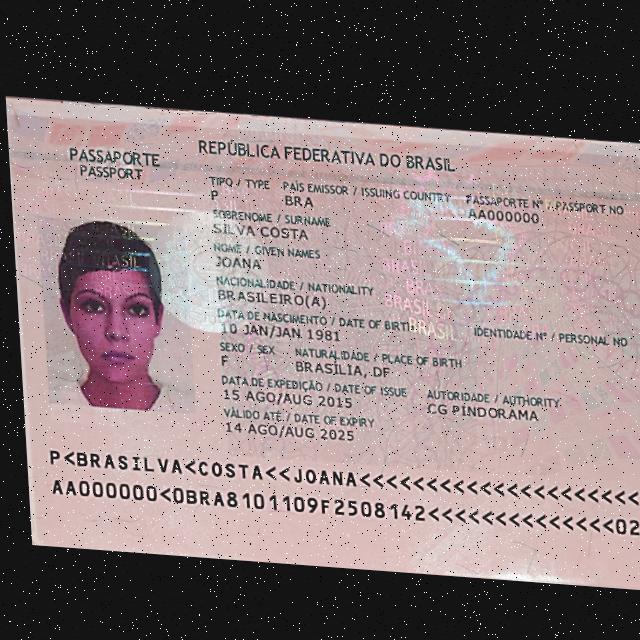 REPÚBLICA FEDERATIVA DO BRASIL
PASSAPORTE
PASSPORT
TIPO / TYPE PAÍS EMISSOR / ISSUING COUNTRY PASSAPORTE Nº / PASSPORT NO
P BRA AA000000
SOBRENOME / SURNAME
SILVA COSTA
NOME / GIVEN NAMES
JOANA
NACIONALIDADE / NATIONALITY
BRASILEIRO(A)
DATA DE NASCIMENTO / DATE OF BIRTH IDENTIDADE Nº / PERSONAL NO
10 JAN/JAN 1981
SEXO / SEX NATURALIDADE / PLACE OF BIRTH
F BRASÍLIA, DF
DATA DE EXPEDIÇÃO / DATE OF ISSUE AUTORIDADE / AUTHORITY
15 AGO/AUG 2015 CG PINDORAMA
VÁLIDO ATÉ / DATE OF EXPIRY
14 AGO/AUG 2025
P<BRASILVA<COSTA<<JOANA<<<<<<<<<<<<<<<<<<<<<
AA000000<0BRA8101109F2508142<<<<<<<<<<<<<<02